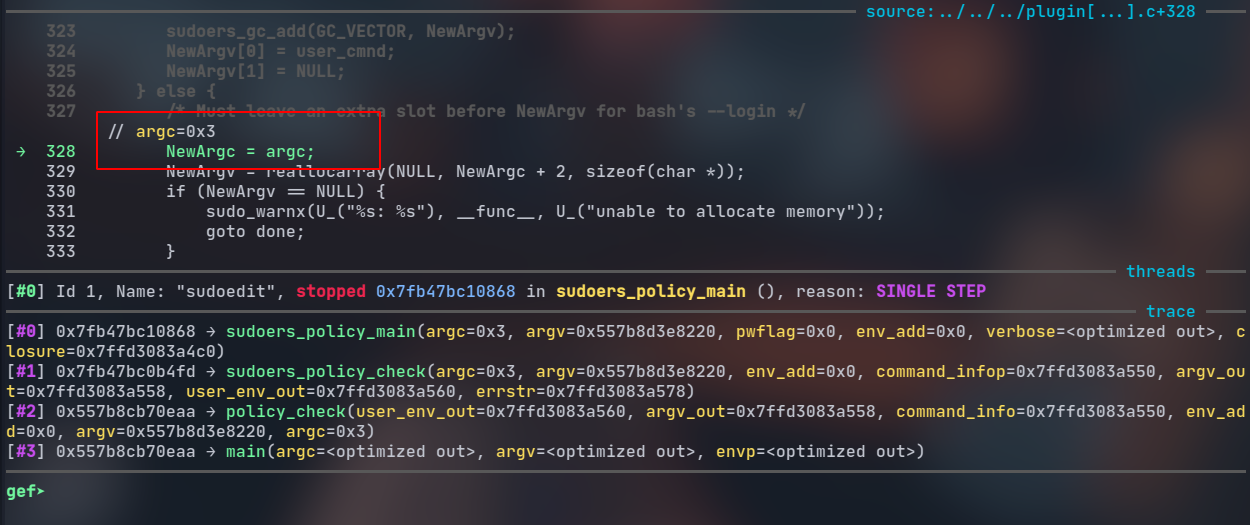 source:../../../plugin[...].c+328
323 sudoers_gc_add(GC_VECTOR, NewArgv);
324 NewArgv[0] = user_cmnd;
325 NewArgv[1] = NULL;
326 } else {
327 /* Must leave an extra slot before NewArgv for bash's --login */
// argc=0x3
→ 328 NewArgc = argc;
329 NewArgv = reallocarray(NULL, NewArgc + 2, sizeof(char *));
330 if (NewArgv == NULL) {
331 sudo_warnx(U_("%s: %s"), __func__, U_("unable to allocate memory"));
332 goto done;
333 }
threads
[#0] Id 1, Name: "sudoedit", stopped 0x7fb47bc10868 in sudoers_policy_main (), reason: SINGLE STEP
trace
[#0] 0x7fb47bc10868 → sudoers_policy_main(argc=0x3, argv=0x557b8d3e8220, pwflag=0x0, env_add=0x0, verbose=<optimized out>, c
losure=0x7ffd3083a4c0)
[#1] 0x7fb47bc0b4fd → sudoers_policy_check(argc=0x3, argv=0x557b8d3e8220, env_add=0x0, command_infop=0x7ffd3083a550, argv_ou
t=0x7ffd3083a558, user_env_out=0x7ffd3083a560, errstr=0x7ffd3083a578)
[#2] 0x557b8cb70eaa → policy_check(user_env_out=0x7ffd3083a560, argv_out=0x7ffd3083a558, command_info=0x7ffd3083a550, env_ad
d=0x0, argv=0x557b8d3e8220, argc=0x3)
[#3] 0x557b8cb70eaa → main(argc=<optimized out>, argv=<optimized out>, envp=<optimized out>)
gef➤